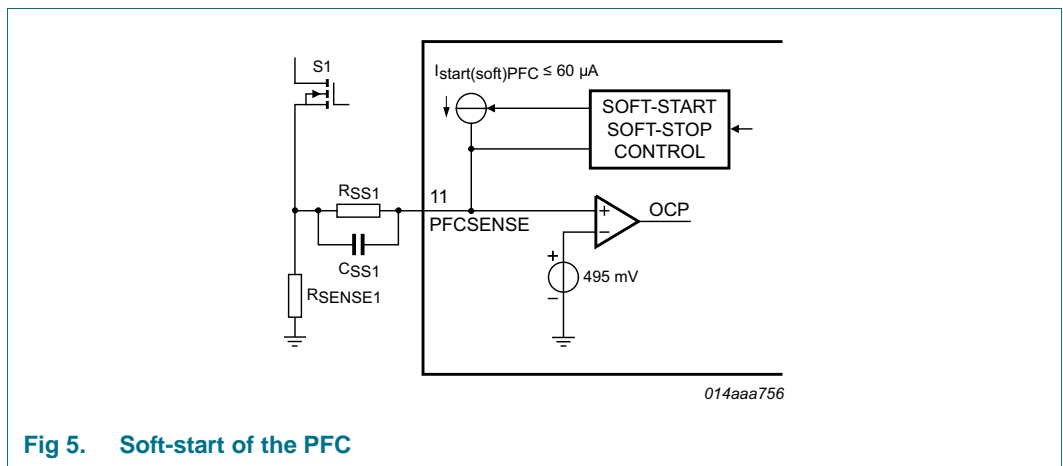 S1
Istart(soft)PFC ≤ 60 μA
SOFT-START
SOFT-STOP
CONTROL
RSS1
11
PFCSENSE
OCP
+
−
CSS1
+
495 mV
−
RSENSE1
014aaa756
Fig 5. Soft-start of the PFC